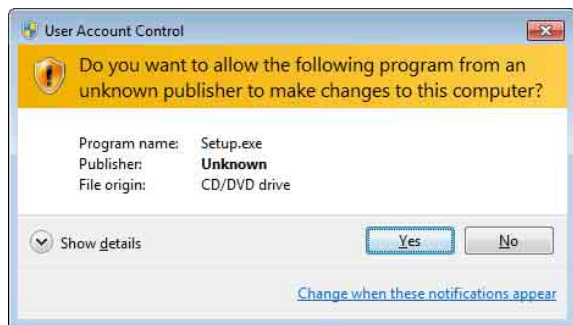 User Account Control
Do you want to allow the following program from an
unknown publisher to make changes to this computer?
Program name: Setup.exe
Publisher: Unknown
File origin: CD/DVD drive
Show details
Yes
No
Change when these notifications appear